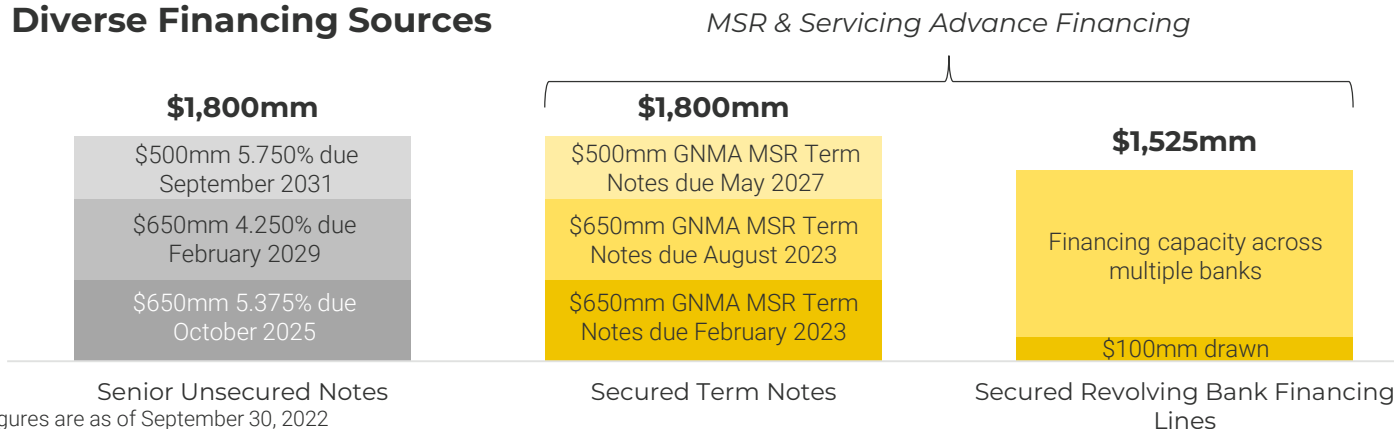 Diverse Financing Sources
MSR & Servicing Advance Financing
$1,800mm
$500mm 5.750% due
September 2031
$650mm 4.250% due
February 2029
$650mm 5.375% due
October 2025
Senior Unsecured Notes
$1,800mm
$500mm GNMA MSR Term
Notes due May 2027
$650mm GNMA MSR Term
Notes due August 2023
$650mm GNMA MSR Term
Notes due February 2023
Secured Term Notes
$1,525mm
Financing capacity across
multiple banks
$100mm drawn
Secured Revolving Bank Financing
Lines
gures are as of September 30, 2022